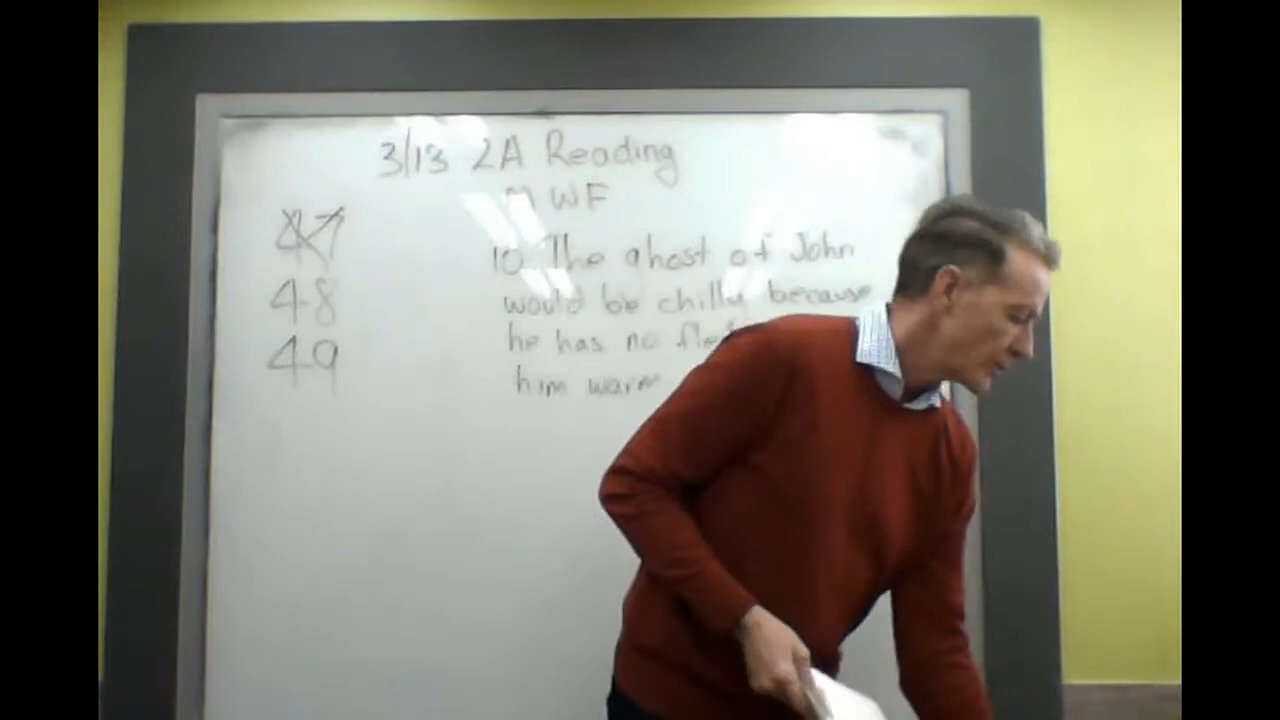 3/13 2A Reading
M WF
47
48
49
10 The ghost of John
would be chilly because
he has no
him warm